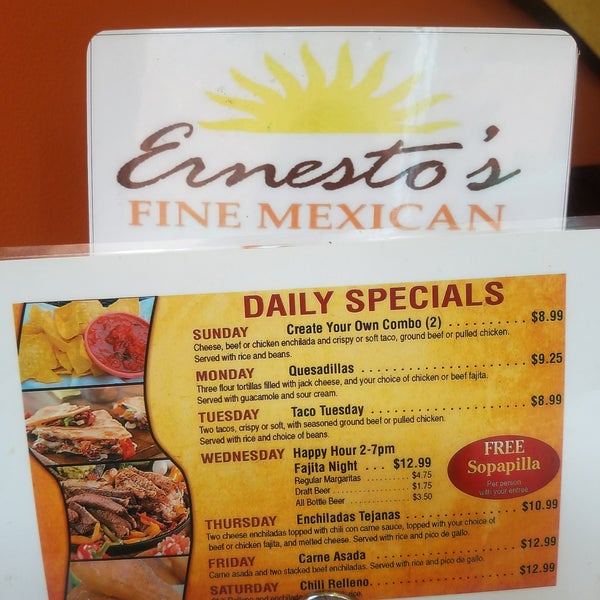 Ernesto's
FINE MEXICAN
DAILY SPECIALS
SUNDAY Create Your Own Combo (2) . . . . . . . . . . $8.99
Cheese, beef or chicken enchilada and crispy or soft taco, ground beef or pulled chicken.
Served with rice and beans.
MONDAY Quesadillas . . . . . . . . . . . . . . . . . . . . $9.25
Three flour tortillas filled with jack cheese, and your choice of chicken or beef fajita.
Served with guacamole and sour cream.
TUESDAY Taco Tuesday . . . . . . . . . . . . . . . . . . . . $8.99
Two tacos, crispy or soft, with seasoned ground beef or pulled chicken.
Served with rice and choice of beans.
WEDNESDAY Happy Hour 2-7pm
Fajita Night . . . $12.99
Regular Margaritas . . . . . . . . . . $4.75
Draft Beer . . . . . . . . . . $1.75
All Bottle Beer . . . . . . . . . . $3.50
FREE
Sopapilla
Per person
with your entreé
THURSDAY Enchiladas Tejanas . . . . . . . . . . . . . . . . $10.99
Two cheese enchiladas topped with chili con carne sauce, topped with your choice of
beef or chicken fajita, and melted cheese. Served with rice and pico de gallo.
FRIDAY Carne Asada . . . . . . . . . . . . . . . . . . . . $12.99
Carne asada and two stacked beef enchiladas. Served with rice and pico de gallo.
SATURDAY Chili Relleno. . . . . . . . . . . . . . . . . . . . $12.99
Relleno and enchilada rice.